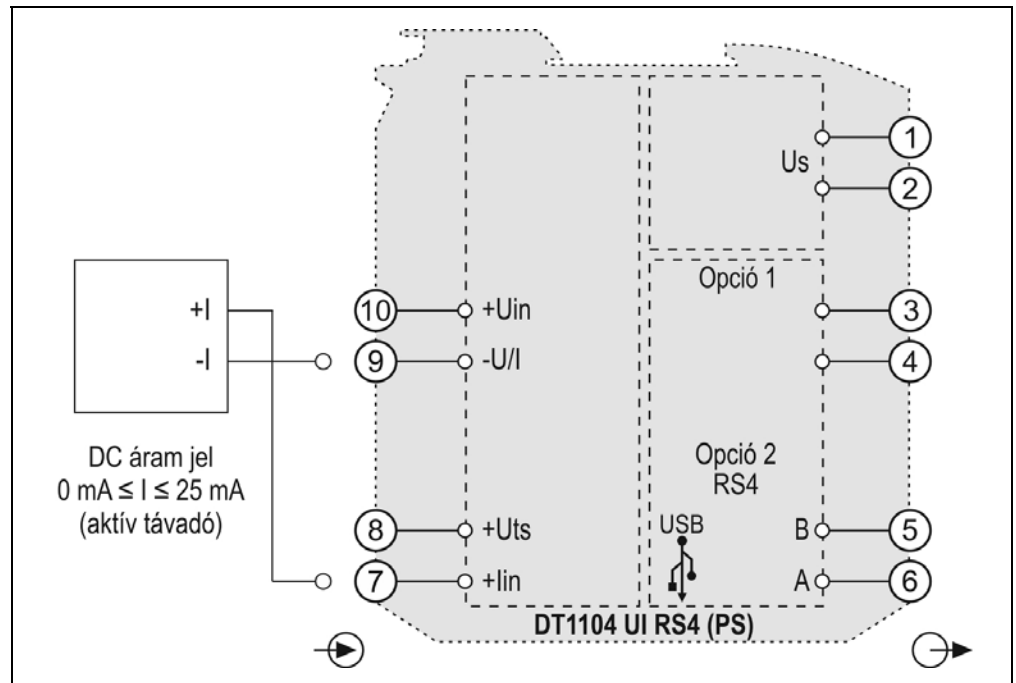 1
Us
2
Opció 1
+I
10
+Uin
3
-I
9
-U/I
4
DC áram jel
0 mA ≤ I ≤ 25 mA
(aktív távadó)
Opció 2
RS4
8
+Uts
USB
B
5
7
+Iin
A
6
DT1104 UI RS4 (PS)